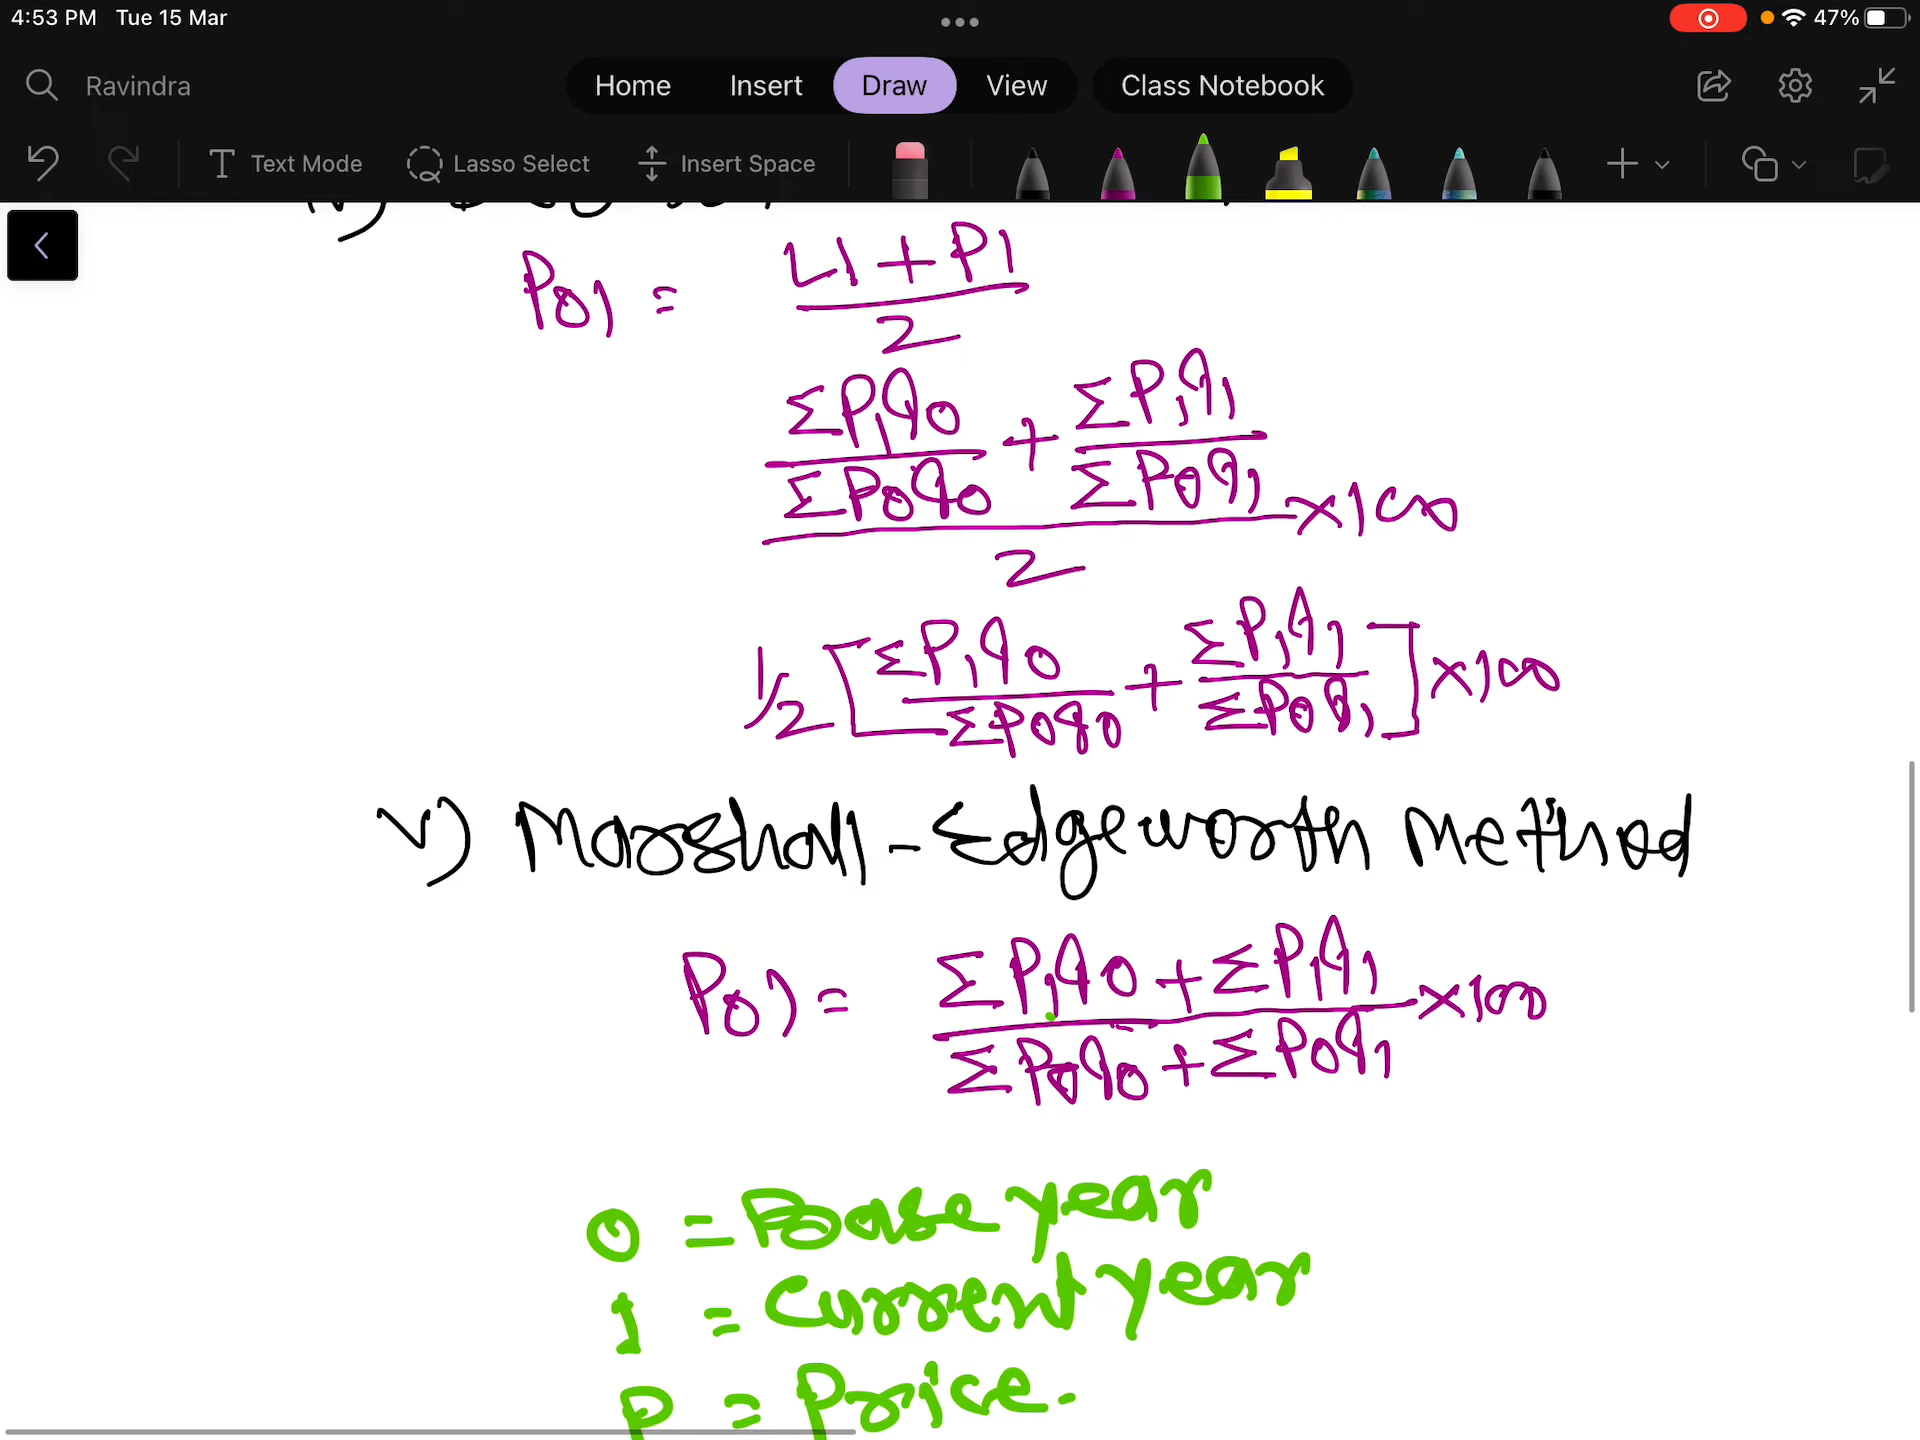 4:53 PM Tue 15 Mar 47%
Ravindra Home Insert Draw View Class Notebook
Text Mode Lasso Select Insert Space
P01 = (L1 + P1) / 2
(ΣP1q0 / ΣP0q0 + ΣP1q1 / ΣP0q1) / 2 ×100
1/2 [ΣP1q0 / ΣP0q0 + ΣP1q1 / ΣP0q1] ×100
v) Marshall - Edgeworth Method
P01 = (ΣP1q0 + ΣP1q1) / (ΣP0q0 + ΣP0q1) ×100
0 = Base year
1 = Current year
P = Price.